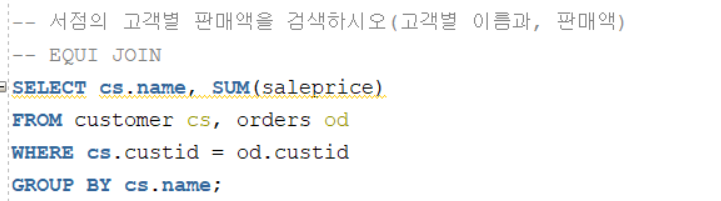 -- 서점의 고객별 판매액을 검색하시오(고객별 이름과, 판매액)
-- EQUI JOIN
SELECT cs.name, SUM(saleprice)
FROM customer cs, orders od
WHERE cs.custid = od.custid
GROUP BY cs.name;